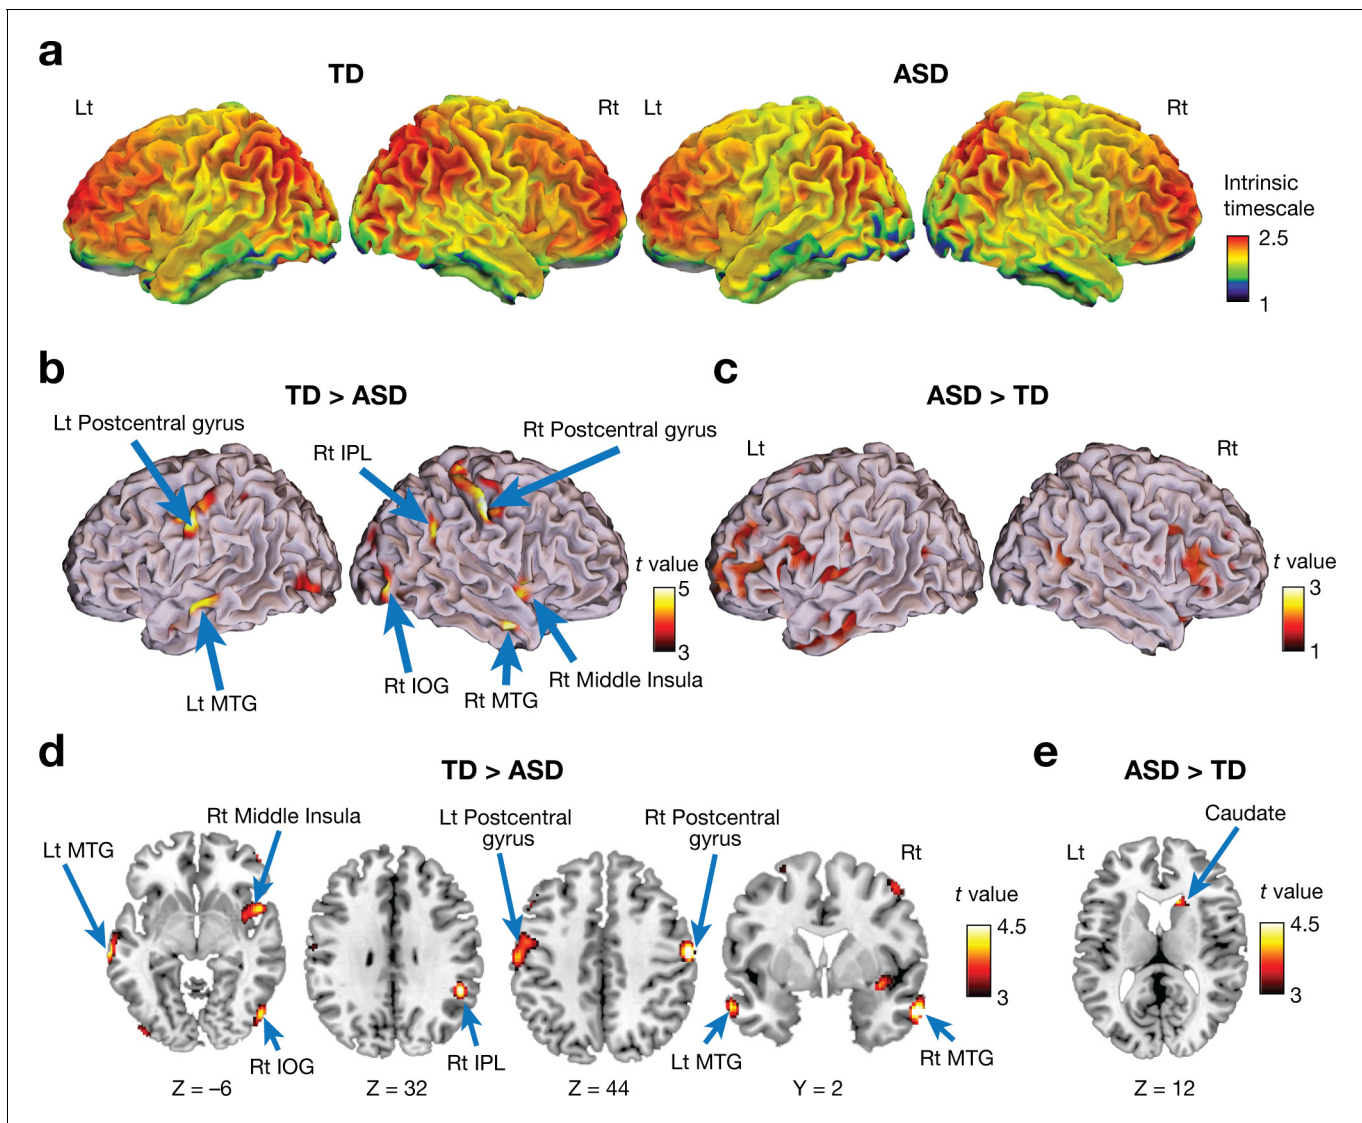 a
TD
ASD
Lt
Rt
Lt
Rt
Intrinsic
timescale
2.5
1
b
TD > ASD
Lt Postcentral gyrus
Rt IPL
Rt Postcentral gyrus
t value
5
3
Lt MTG
Rt IOG
Rt MTG
Rt Middle Insula
c
ASD > TD
Lt
Rt
t value
3
1
d
TD > ASD
Rt Middle Insula
Lt MTG
Lt Postcentral
gyrus
Rt Postcentral
gyrus
Rt
t value
4.5
3
Rt IOG
Rt IPL
Lt MTG
Rt MTG
Z = –6
Z = 32
Z = 44
Y = 2
e
ASD > TD
Caudate
Lt
t value
4.5
3
Z = 12